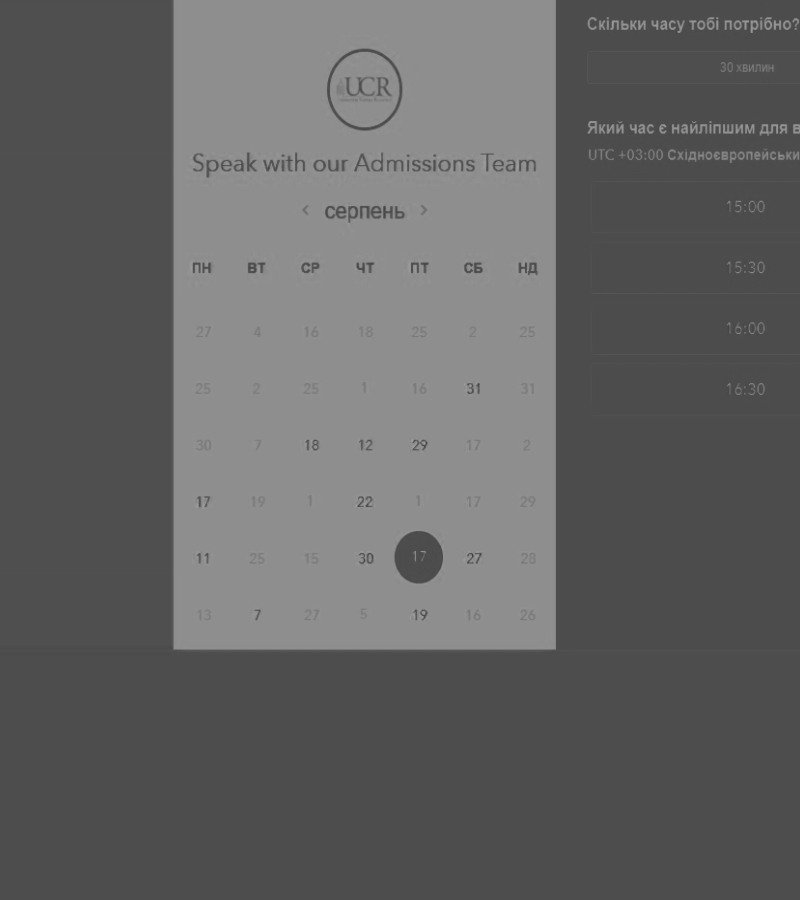 UCR
Speak with our Admissions Team
‹ серпень ›
ПН ВТ СР ЧТ ПТ СБ НД
27 4 16 18 25 2 25
25 2 25 1 16 31 31
30 7 18 12 29 17 2
17 19 1 22 1 17 29
11 25 15 30 17 27 28
13 7 27 5 19 16 26
Скільки часу тобі потрібно?
30 хвилин
Який час є найліпшим для в
UTC +03:00 Східноєвропейськи
15:00
15:30
16:00
16:30